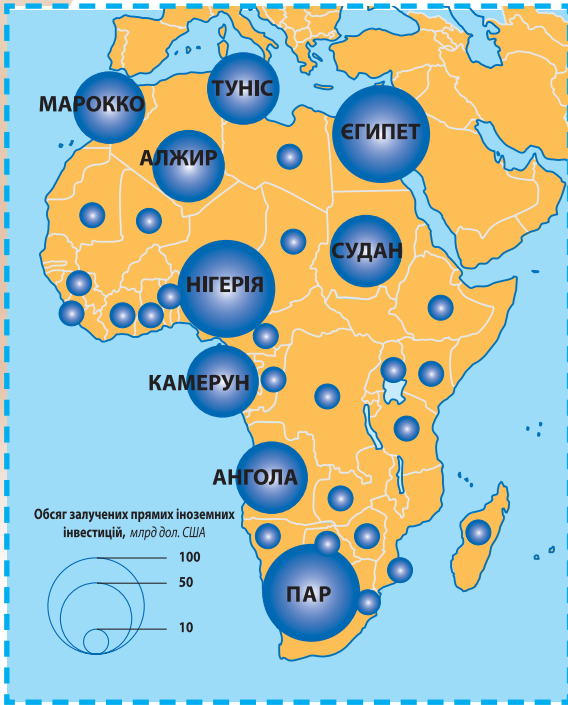 ТУНІС
МАРОККО
ЄГИПЕТ
АЛЖИР
СУДАН
НІГЕРІЯ
КАМЕРУН
АНГОЛА
Обсяг залучених прямих іноземних
інвестицій, млрд дол. США
100
50
10
ПАР